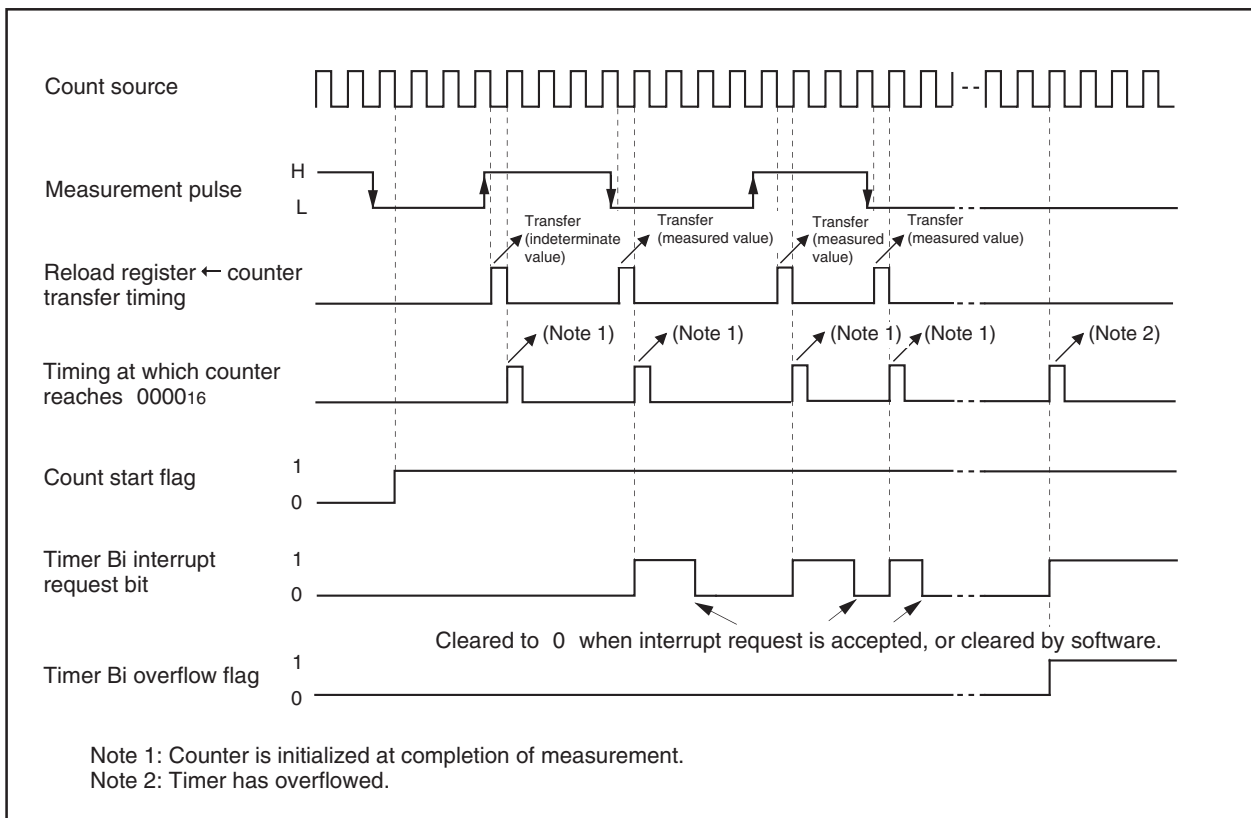 Count source
Measurement pulse
H
L
Transfer
(indeterminate
value)
Transfer
(measured value)
Transfer
(measured
value)
Transfer
(measured value)
Reload register ← counter
transfer timing
(Note 1)
(Note 1)
(Note 1)
(Note 1)
(Note 2)
Timing at which counter
reaches 000016
Count start flag
1
0
Timer Bi interrupt
request bit
1
0
Cleared to 0 when interrupt request is accepted, or cleared by software.
Timer Bi overflow flag
1
0
Note 1: Counter is initialized at completion of measurement.
Note 2: Timer has overflowed.